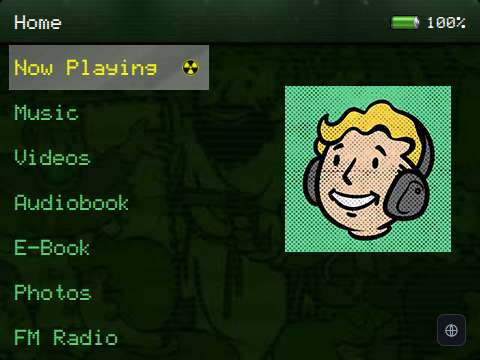 Home
100%
Now Playing
Music
Videos
Audiobook
E-Book
Photos
FM Radio